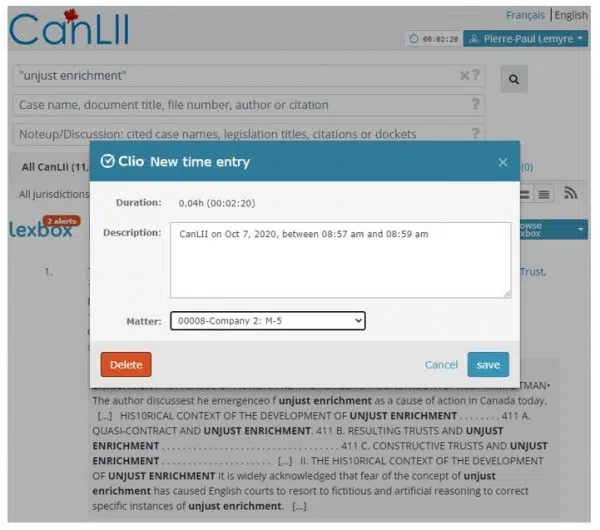 Français | English
CanLII
00:02:20 Pierre-Paul Lemyre
"unjust enrichment"
Case name, document title, file number, author or citation
Noteup/Discussion: cited case names, legislation titles, citations or dockets
All CanLII (11, (0)
All jurisdictions
2 alerts
lexbox
Clio New time entry
Duration: 0.04h (00:02:20)
Description: CanLII on Oct 7, 2020, between 08:57 am and 08:59 am
Matter: 00008-Company 2: M-5
Delete Cancel save
1. Trust,
The author discussest he emergenceo f unjust enrichment as a cause of action in Canada today.
[...] HIS10RICAL CONTEXT OF THE DEVELOPMENT OF UNJUST ENRICHMENT . . . . . . . . 411 A.
QUASI-CONTRACT AND UNJUST ENRICHMENT. 411 B. RESULTING TRUSTS AND UNJUST
ENRICHMENT . . . . . . . . . . . . . . . . . . . . . . . . . . . . . . . . . 411 C. CONSTRUCTIVE TRUSTS AND UNJUST
ENRICHMENT . . . . . . . . . . . . . . . . . . . . [...] II. THE HIS10RICAL CONTEXT OF THE DEVELOPMENT
OF UNJUST ENRICHMENT It is widely acknowledged that fear of the concept of unjust
enrichment has caused English courts to resort to fictitious and artificial reasoning to correct
specific instances of unjust enrichment. [...]